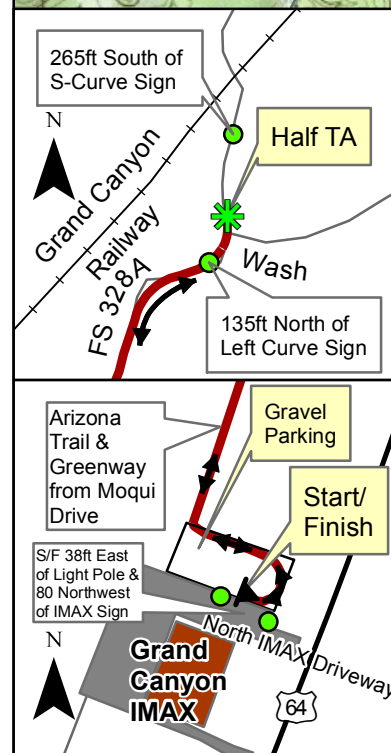 265ft South of
S-Curve Sign
N
Half TA
Grand Canyon
Railway
FS 328A
Wash
135ft North of
Left Curve Sign
Arizona
Trail &
Greenway
from Moqui
Drive
Gravel
Parking
Start/
Finish
S/F 38ft East
of Light Pole &
80 Northwest
of IMAX Sign
North IMAX Driveway
N
Grand
Canyon
IMAX
64